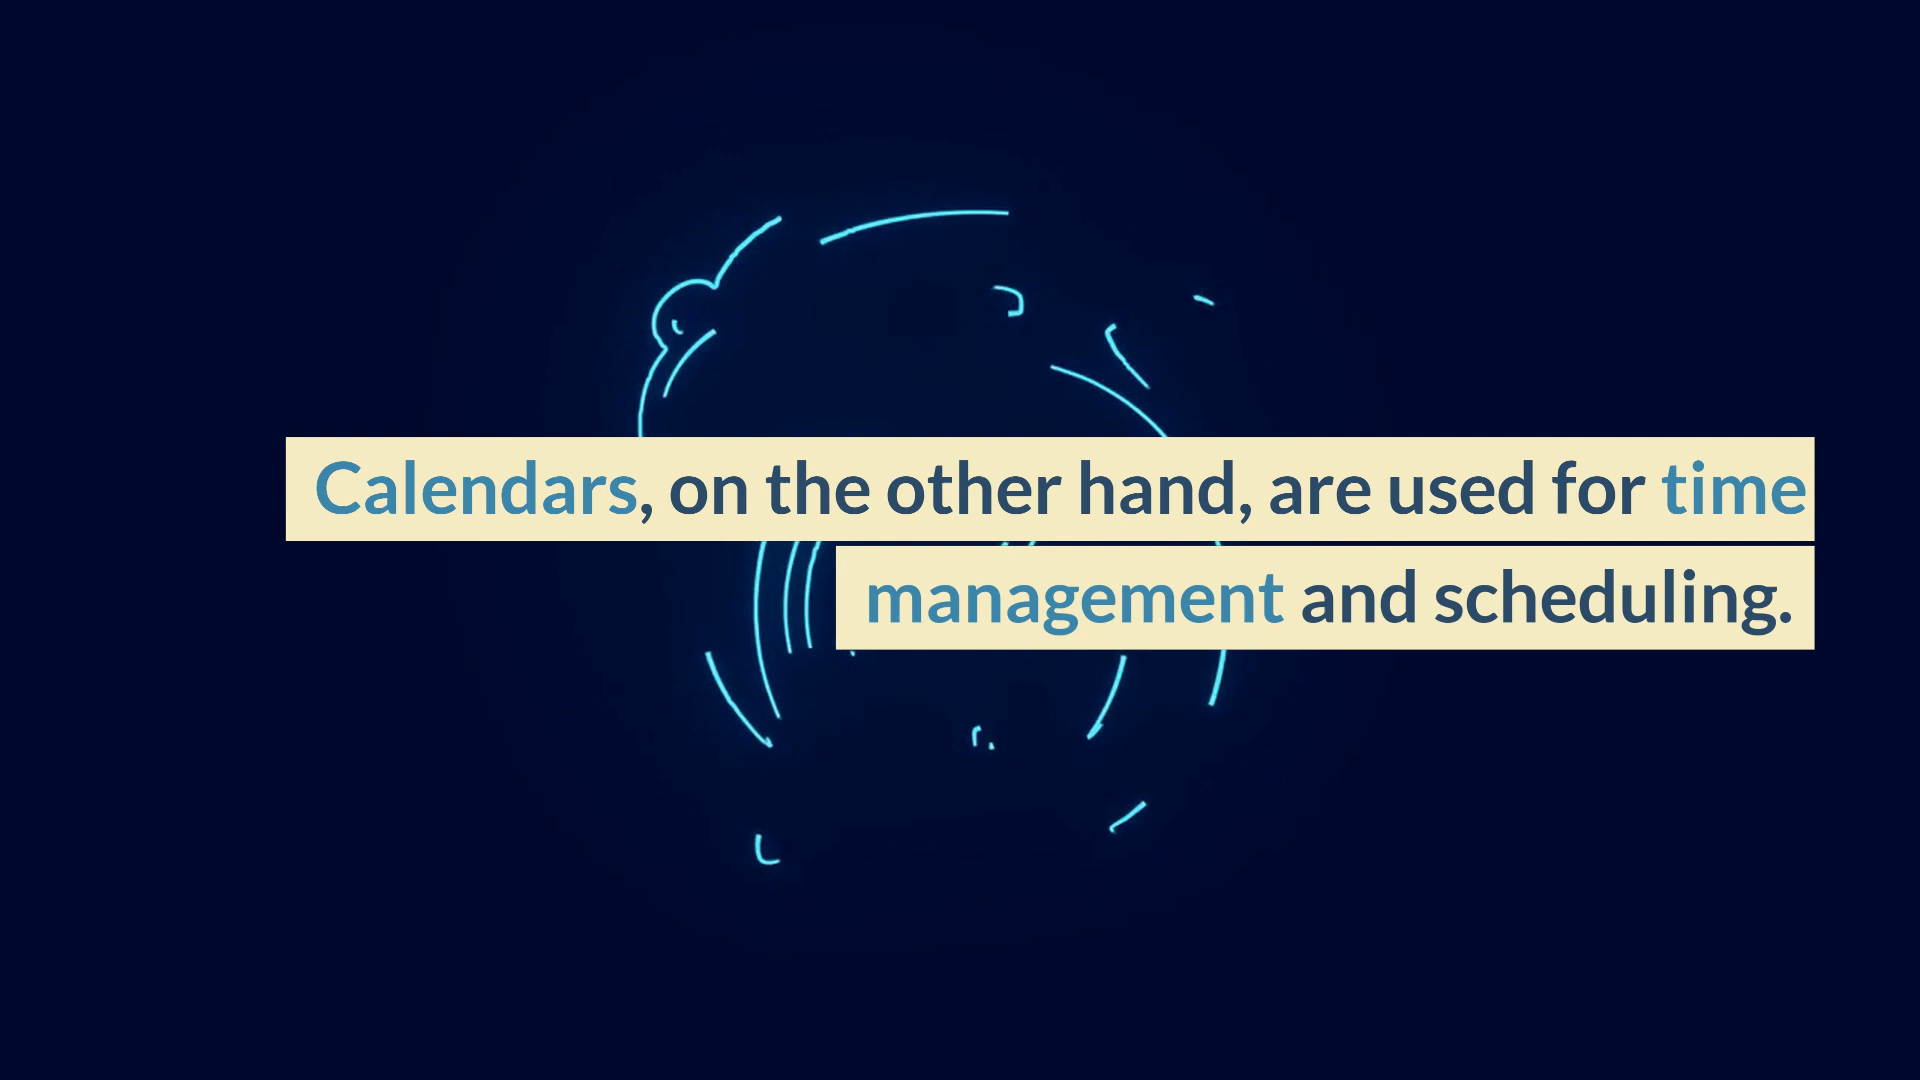 Calendars, on the other hand, are used for time
management and scheduling.